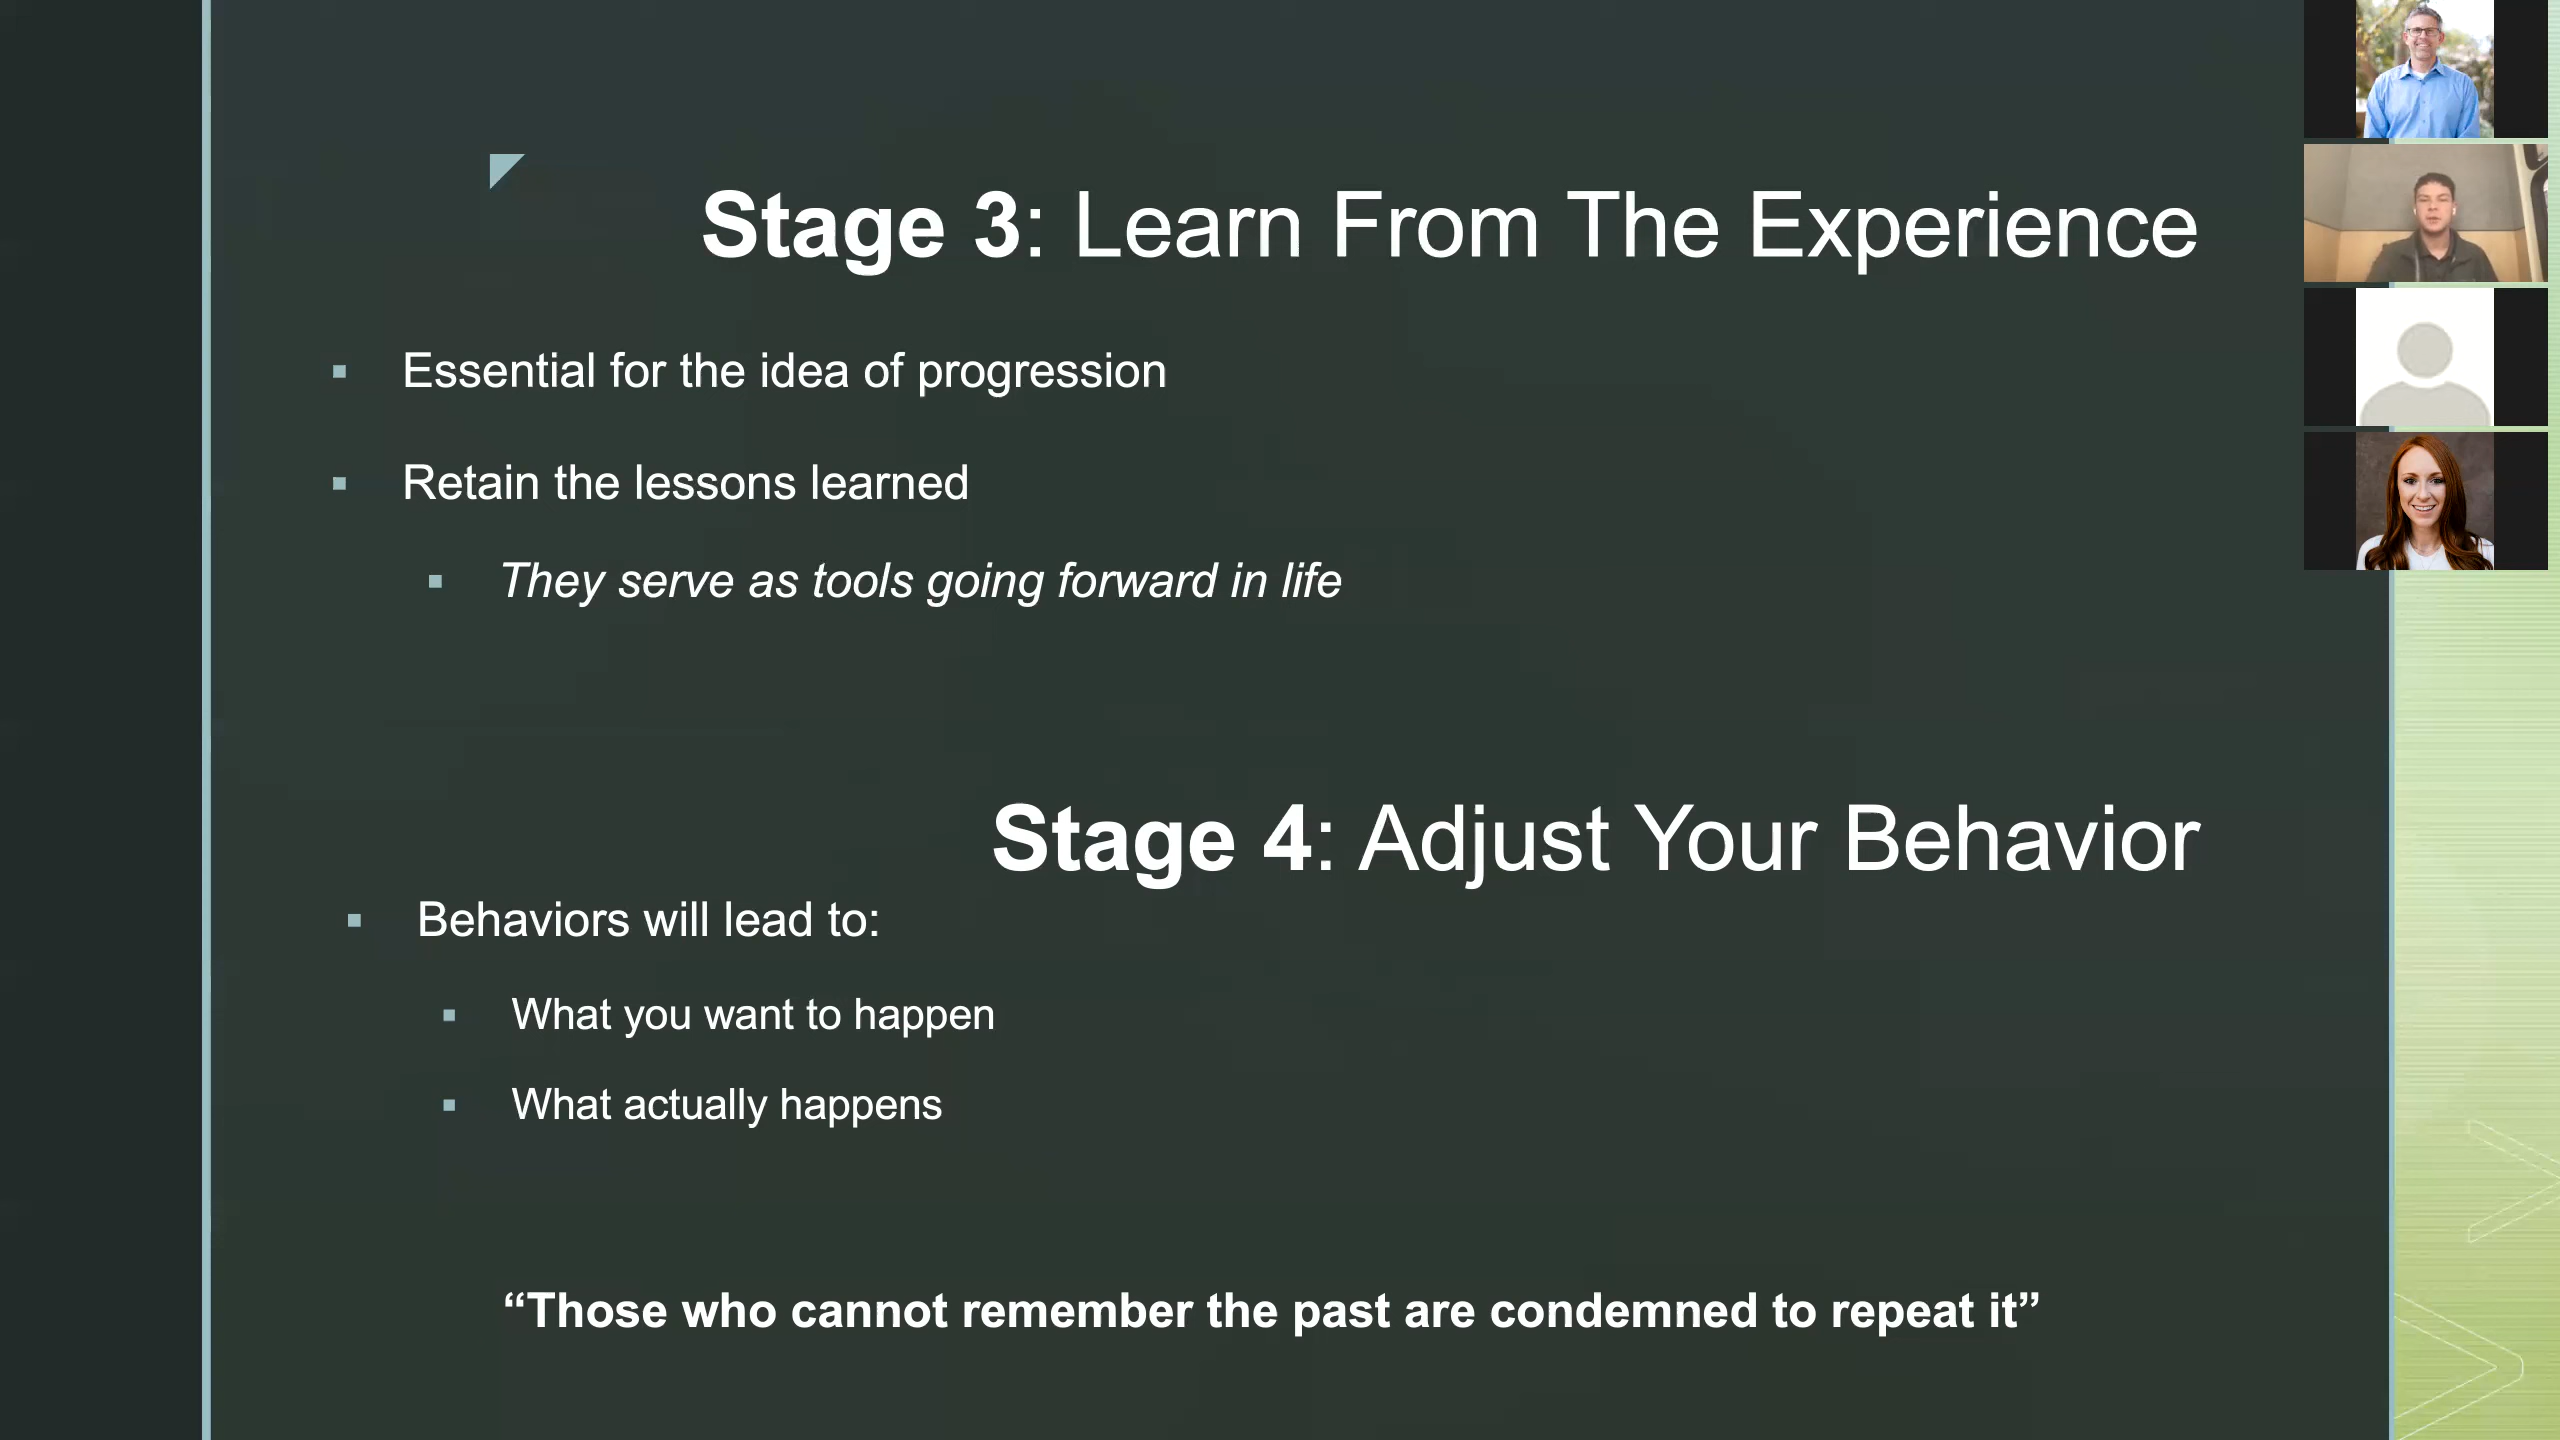 Stage 3: Learn From The Experience
Essential for the idea of progression
Retain the lessons learned
They serve as tools going forward in life
Stage 4: Adjust Your Behavior
Behaviors will lead to:
What you want to happen
What actually happens
“Those who cannot remember the past are condemned to repeat it”